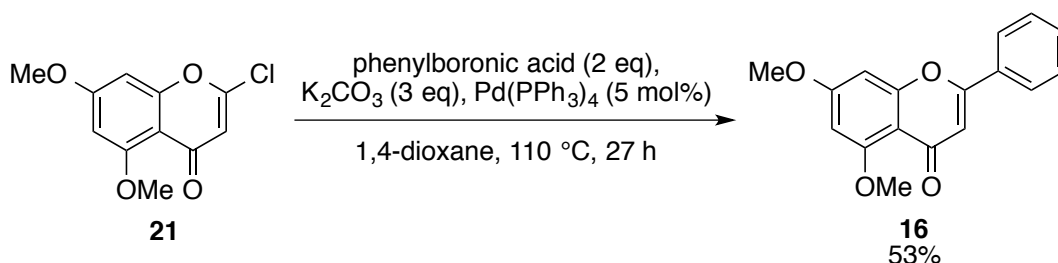 MeO
O
Cl
OMe
O
21
phenylboronic acid (2 eq),
K₂CO₃ (3 eq), Pd(PPh₃)₄ (5 mol%)
1,4-dioxane, 110 °C, 27 h
MeO
O
OMe
O
16
53%